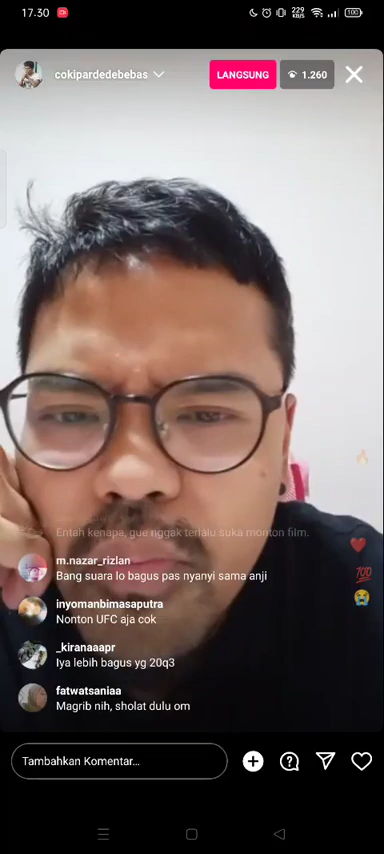 17.30
229
KB/S
100
cokipardedebebas
LANGSUNG
1.260
Entah kenapa, gue nggak terlalu suka monton film.
💯
m.nazar_rizlan
Bang suara lo bagus pas nyanyi sama anji
inyomanbimasaputra
Nonton UFC aja cok
_kiranaaapr
Iya lebih bagus yg 20q3
fatwatsaniaa
Magrib nih, sholat dulu om
Tambahkan Komentar...